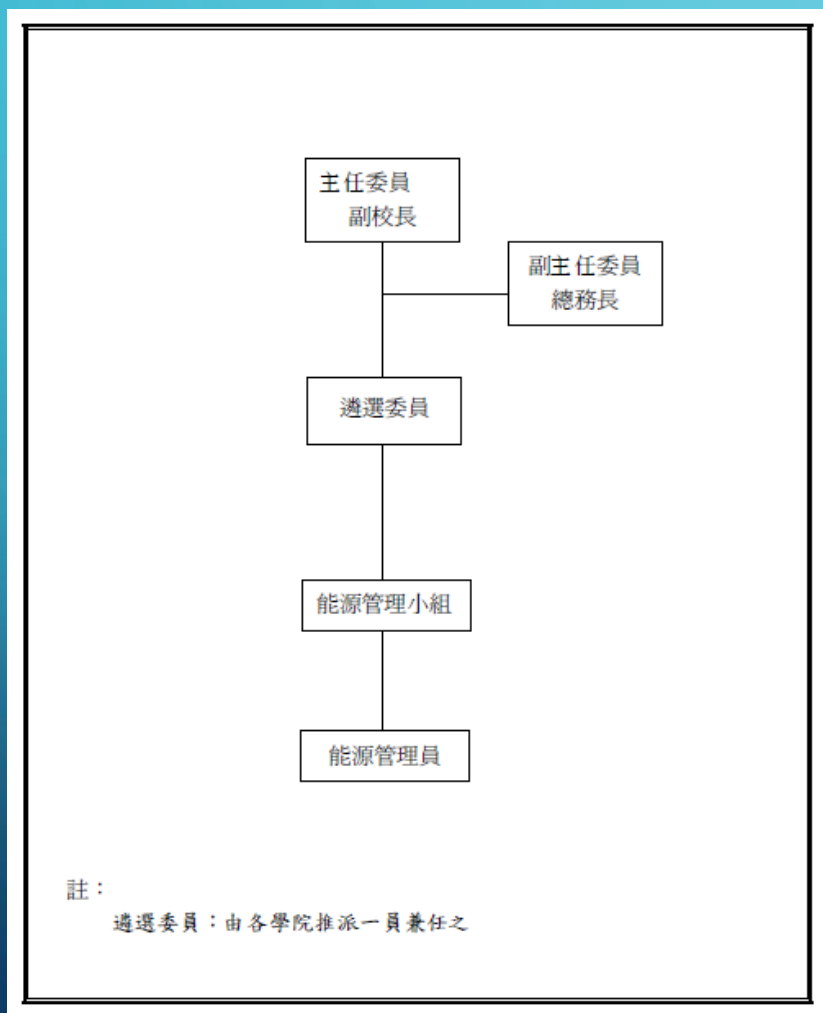 主任委員
副校長
副主任委員
總務長
遴選委員
能源管理小組
能源管理員
註：
遴選委員：由各學院推派一員兼任之